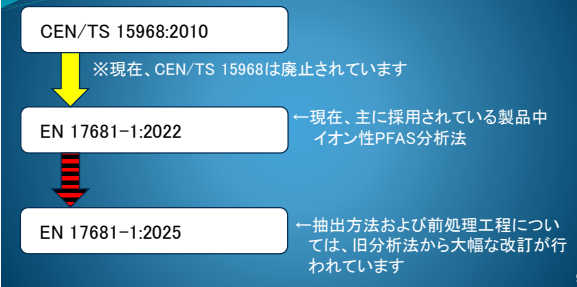 CEN/TS 15968:2010
※現在、CEN/TS 15968は廃止されています
EN 17681-1:2022
←現在、主に採用されている製品中
イオン性PFAS分析法
EN 17681-1:2025
←抽出方法および前処理工程につい
ては、旧分析法から大幅な改訂が行
われています